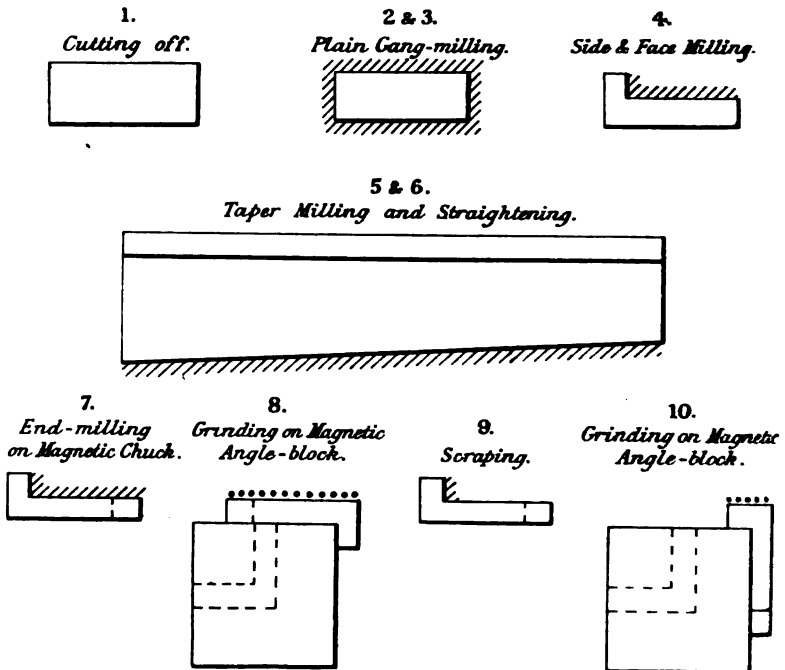 1.
Cutting off.
2 & 3.
Plain Gang-milling.
4.
Side & Face Milling.
5 & 6.
Taper Milling and Straightening.
7.
End-milling
on Magnetic Chuck.
8.
Grinding on Magnetic
Angle-block.
9.
Scraping.
10.
Grinding on Magnetic
Angle-block.